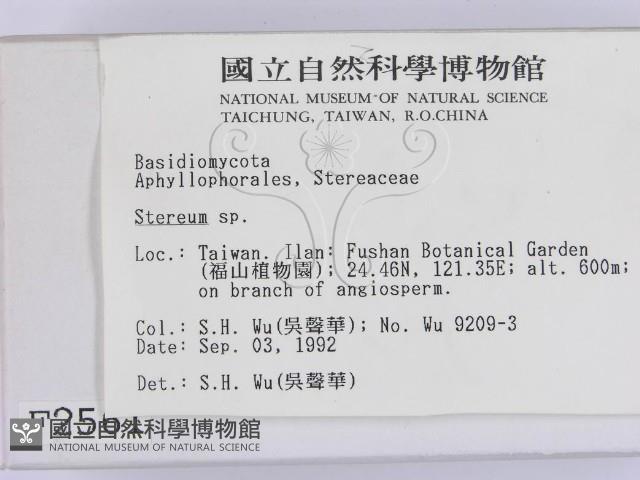 國立自然科學博物館
NATIONAL MUSEUM OF NATURAL SCIENCE
TAICHUNG, TAIWAN, R.O.CHINA
Basidiomycota
Aphyllophorales, Stereaceae
Stereum sp.
Loc.: Taiwan. Ilan: Fushan Botanical Garden
(福山植物園); 24.46N, 121.35E; alt. 600m;
on branch of angiosperm.
Col.: S.H. Wu(吳聲華); No. Wu 9209-3
Date: Sep. 03, 1992
Det.: S.H. Wu(吳聲華)
國立自然科學博物館
NATIONAL MUSEUM OF NATURAL SCIENCE